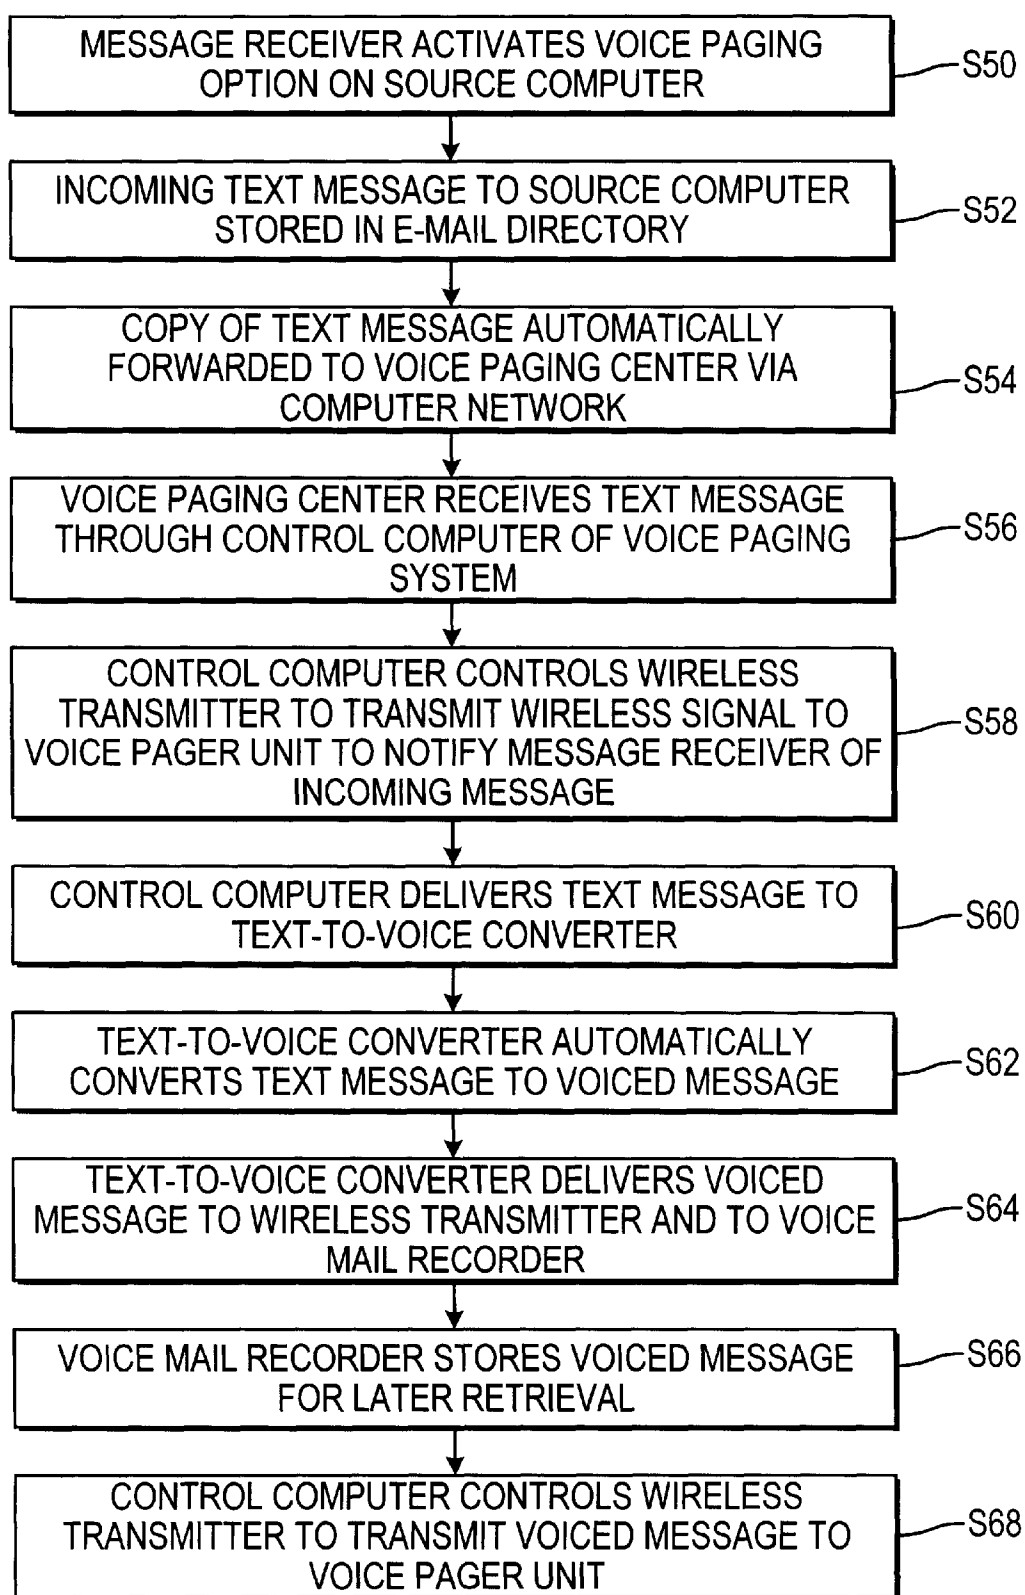 MESSAGE RECEIVER ACTIVATES VOICE PAGING
OPTION ON SOURCE COMPUTER
S50
INCOMING TEXT MESSAGE TO SOURCE COMPUTER
STORED IN E-MAIL DIRECTORY
S52
COPY OF TEXT MESSAGE AUTOMATICALLY
FORWARDED TO VOICE PAGING CENTER VIA
COMPUTER NETWORK
S54
VOICE PAGING CENTER RECEIVES TEXT MESSAGE
THROUGH CONTROL COMPUTER OF VOICE PAGING
SYSTEM
S56
CONTROL COMPUTER CONTROLS WIRELESS
TRANSMITTER TO TRANSMIT WIRELESS SIGNAL TO
VOICE PAGER UNIT TO NOTIFY MESSAGE RECEIVER OF
INCOMING MESSAGE
S58
CONTROL COMPUTER DELIVERS TEXT MESSAGE TO
TEXT-TO-VOICE CONVERTER
S60
TEXT-TO-VOICE CONVERTER AUTOMATICALLY
CONVERTS TEXT MESSAGE TO VOICED MESSAGE
S62
TEXT-TO-VOICE CONVERTER DELIVERS VOICED
MESSAGE TO WIRELESS TRANSMITTER AND TO VOICE
MAIL RECORDER
S64
VOICE MAIL RECORDER STORES VOICED MESSAGE
FOR LATER RETRIEVAL
S66
CONTROL COMPUTER CONTROLS WIRELESS
TRANSMITTER TO TRANSMIT VOICED MESSAGE TO
VOICE PAGER UNIT
S68